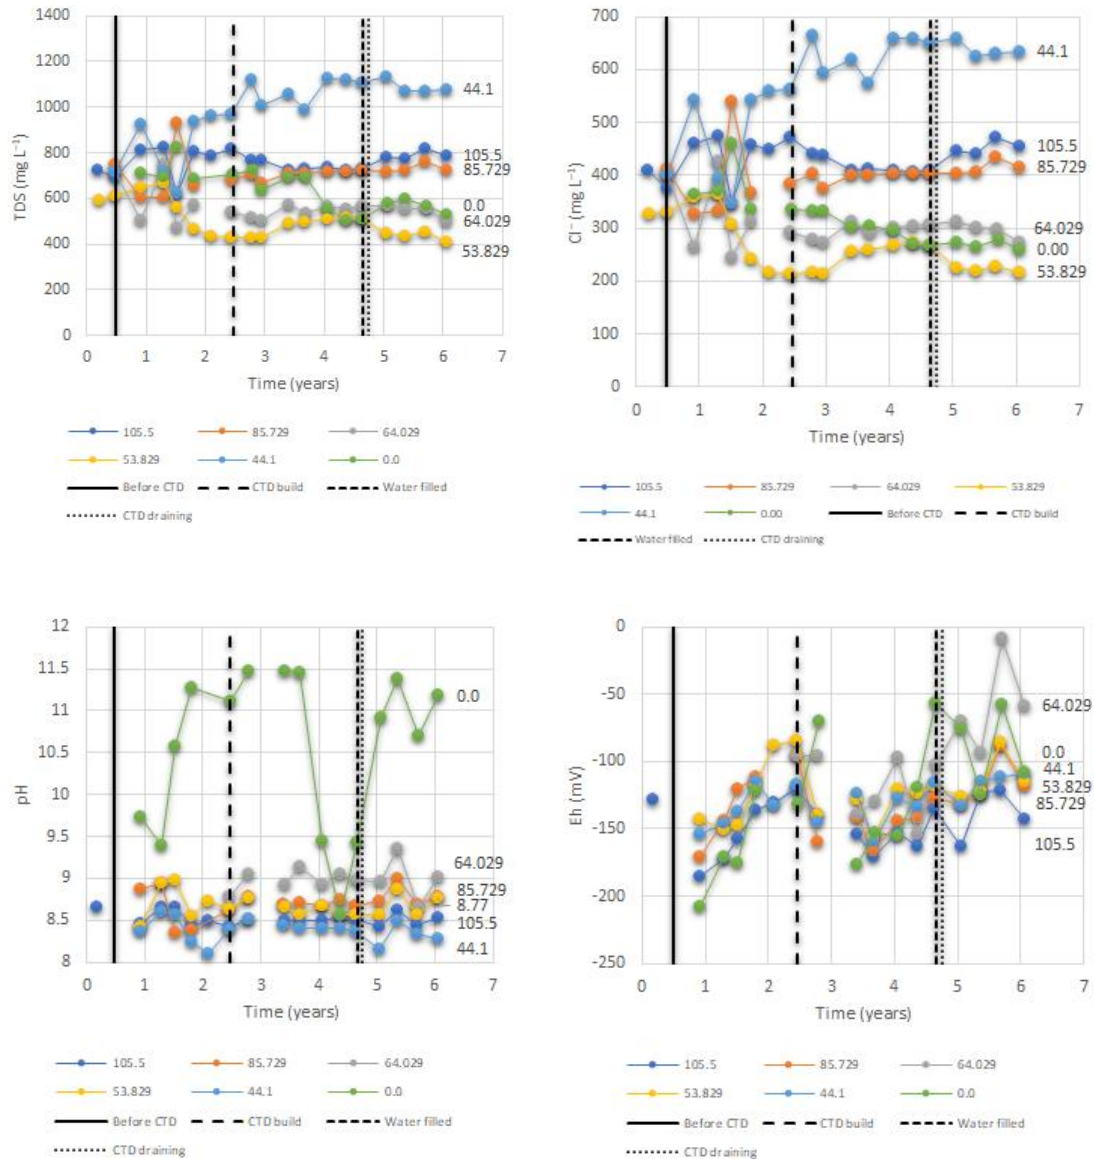 TDS (mg L⁻¹)
1400
1200
1000
800
600
400
200
0
0 1 2 3 4 5 6 7
Time (years)
44.1
105.5
85.729
0.0
64.029
53.829
105.5 85.729 64.029
53.829 44.1 0.0
Before CTD CTD build Water filled
CTD draining
Cl⁻ (mg L⁻¹)
700
600
500
400
300
200
100
0
0 1 2 3 4 5 6 7
Time (years)
44.1
105.5
85.729
64.029
0.00
53.829
105.5 85.729 64.029 53.829
44.1 0.00 Before CTD CTD build
Water filled CTD draining
pH
12
11.5
11
10.5
10
9.5
9
8.5
8
0 1 2 3 4 5 6 7
Time (years)
0.0
64.029
85.729
8.77
105.5
44.1
105.5 85.729 64.029
53.829 44.1 0.0
Before CTD CTD build Water filled
CTD draining
Eh (mV)
0
-50
-100
-150
-200
-250
0 1 2 3 4 5 6 7
Time (years)
64.029
0.0
44.1
53.829
85.729
105.5
105.5 85.729 64.029
53.829 44.1 0.0
Before CTD CTD build Water filled
CTD draining